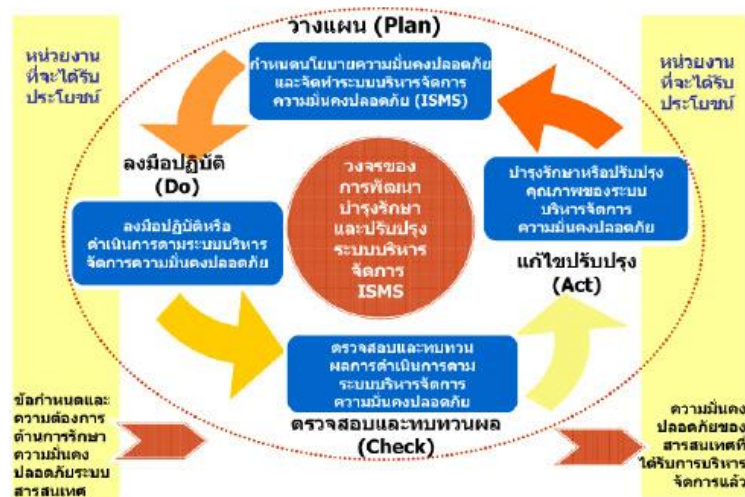 วางแผน (Plan)
หน่วยงาน
ที่จะได้รับ
ประโยชน์
กำหนดนโยบายความมั่นคงปลอดภัย
และจัดทำระบบบริหารจัดการ
ความมั่นคงปลอดภัย (ISMS)
หน่วยงาน
ที่จะได้รับ
ประโยชน์
ลงมือปฏิบัติ
(Do)
ลงมือปฏิบัติหรือ
ดำเนินการตามระบบบริหาร
จัดการความมั่นคงปลอดภัย
วงจรของ
การพัฒนา
บำรุงรักษา
และปรับปรุง
ระบบบริหาร
จัดการ
ISMS
บำรุงรักษาหรือปรับปรุง
คุณภาพของระบบ
บริหารจัดการ
ความมั่นคงปลอดภัย
แก้ไขปรับปรุง
(Act)
ตรวจสอบและทบทวน
ผลการดำเนินการตาม
ระบบบริหารจัดการ
ความมั่นคงปลอดภัย
ตรวจสอบและทบทวนผล
(Check)
ข้อกำหนดและ
ความต้องการ
ด้านการรักษา
ความมั่นคง
ปลอดภัยระบบ
สารสนเทศ
ความมั่นคง
ปลอดภัยของ
สารสนเทศที่
ได้รับการบริหาร
จัดการแล้ว